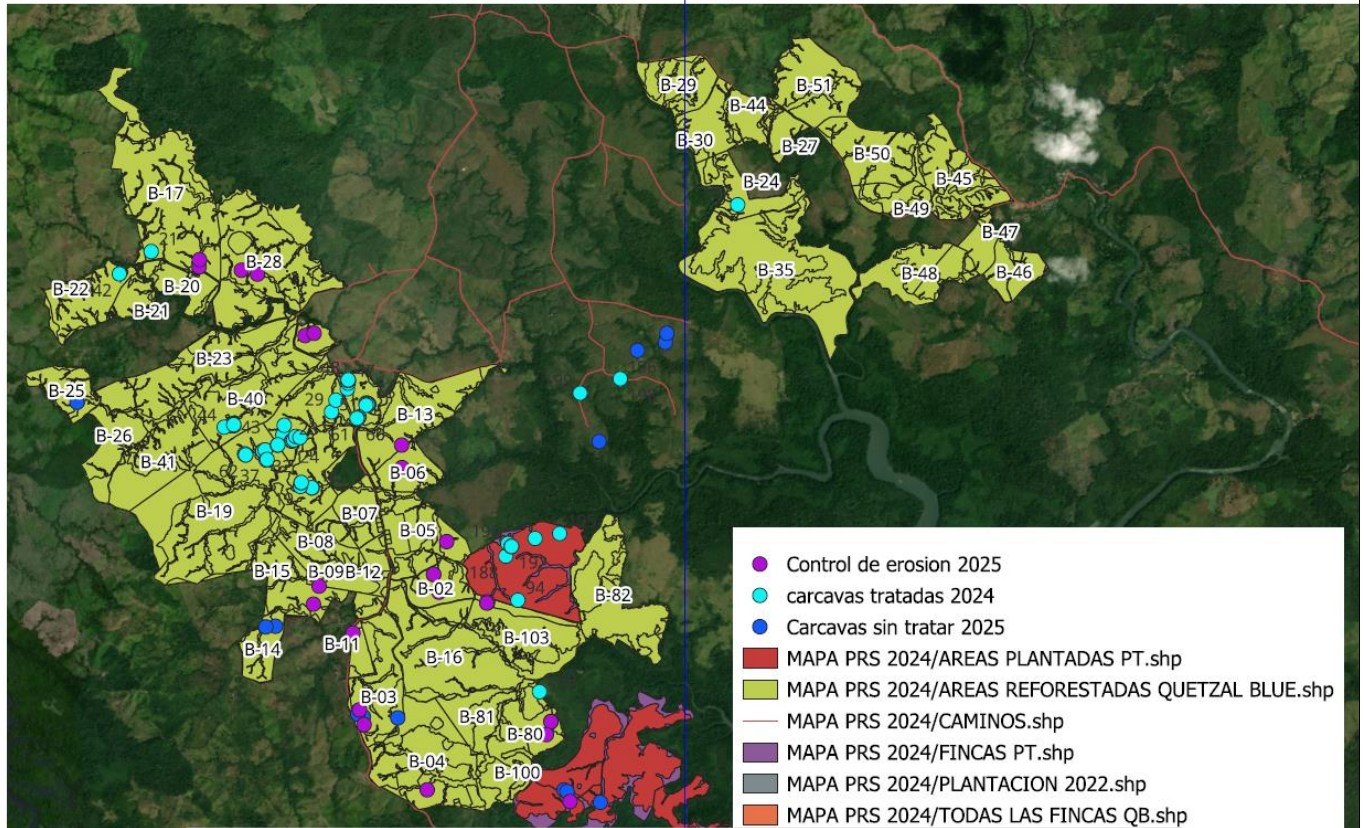 B-51
B-29
B-44
B-30
B-27
B-50
B-24
B-45
B-17
B-49
B-47
B-28
B-35
B-48
B-46
B-20
B-22
B-21
B-23
B-25
B-40
29
B-13
B-26
B-41
B-06
B-19
B-07
B-05
B-08
B-15
B-09
B-12
B-02
188
94
B-82
B-103
B-11
B-14
B-16
B-03
B-81
B-80
B-04
B-100
Control de erosion 2025
carcavas tratadas 2024
Carcavas sin tratar 2025
MAPA PRS 2024/AREAS PLANTADAS PT.shp
MAPA PRS 2024/AREAS REFORESTADAS QUETZAL BLUE.shp
MAPA PRS 2024/CAMINOS.shp
MAPA PRS 2024/FINCAS PT.shp
MAPA PRS 2024/PLANTACION 2022.shp
MAPA PRS 2024/TODAS LAS FINCAS QB.shp